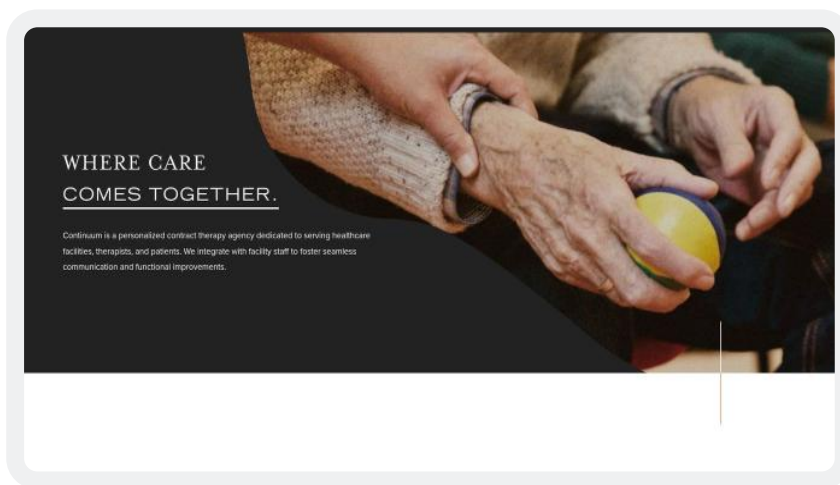 WHERE CARE
COMES TOGETHER.
Continuum is a personalized contract therapy agency dedicated to serving healthcare
facilities, therapists, and patients. We integrate with facility staff to foster seamless
communication and functional improvements.